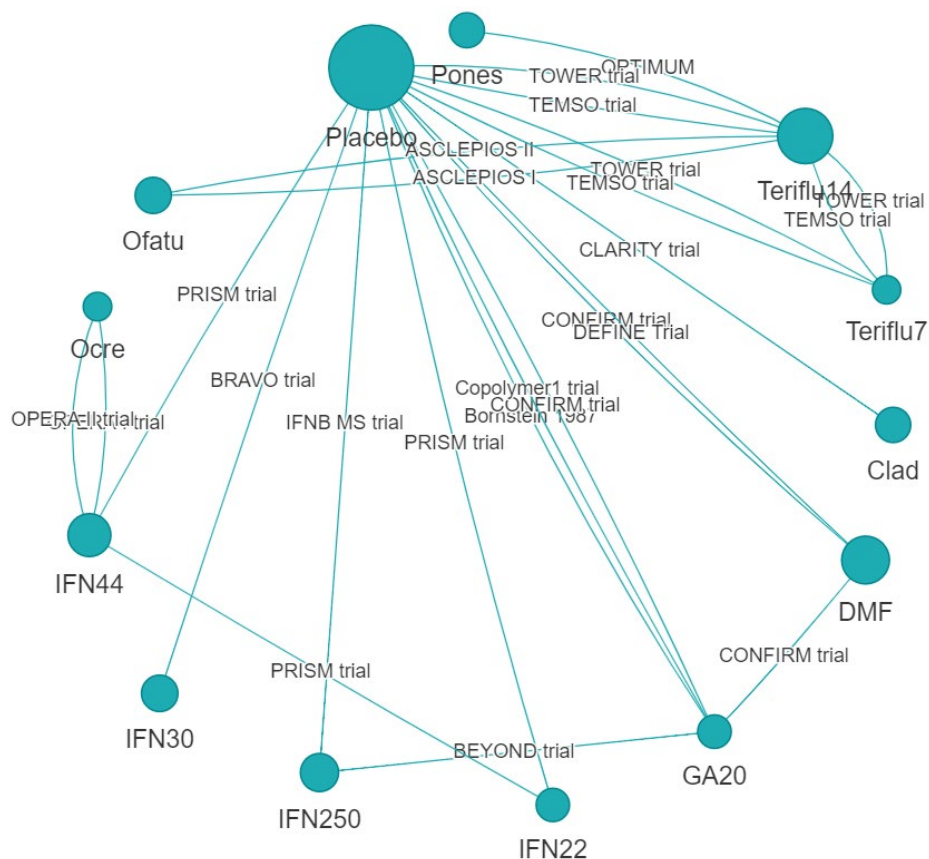 Pones
OPTIMUM
TOWER trial
TEMSO trial
Placebo
ASCLEPIOS II
TOWER trial
ASCLEPIOS I
TEMSO trial
Teriflu14
TOWER trial
TEMSO trial
Ofatu
CLARITY trial
PRISM trial
CONFIRM trial
DEFINE Trial
Teriflu7
Ocre
BRAVO trial
Copolymer1 trial
CONFIRM trial
Bornstein 1987
OPERA II trial
trial
IFNB MS trial
PRISM trial
Clad
IFN44
DMF
CONFIRM trial
PRISM trial
IFN30
BEYOND trial
GA20
IFN250
IFN22